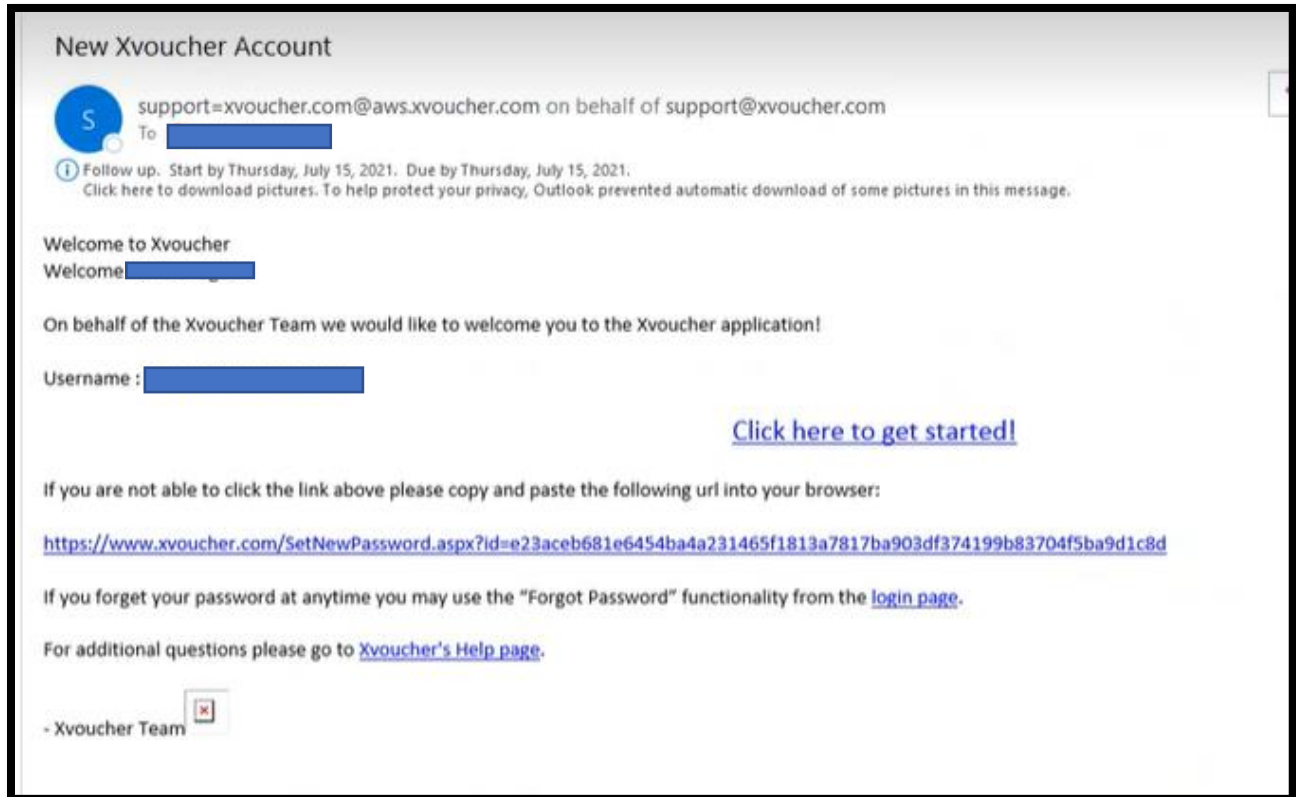 New Xvoucher Account
S
support=xvoucher.com@aws.xvoucher.com on behalf of support@xvoucher.com
To
Follow up. Start by Thursday, July 15, 2021. Due by Thursday, July 15, 2021.
Click here to download pictures. To help protect your privacy, Outlook prevented automatic download of some pictures in this message.
Welcome to Xvoucher
Welcome
On behalf of the Xvoucher Team we would like to welcome you to the Xvoucher application!
Username :
Click here to get started!
If you are not able to click the link above please copy and paste the following url into your browser:
https://www.xvoucher.com/SetNewPassword.aspx?id=e23aceb681e6454ba4a231465f1813a7817ba903df374199b83704f5ba9d1c8d
If you forget your password at anytime you may use the “Forgot Password” functionality from the login page.
For additional questions please go to Xvoucher's Help page.
- Xvoucher Team